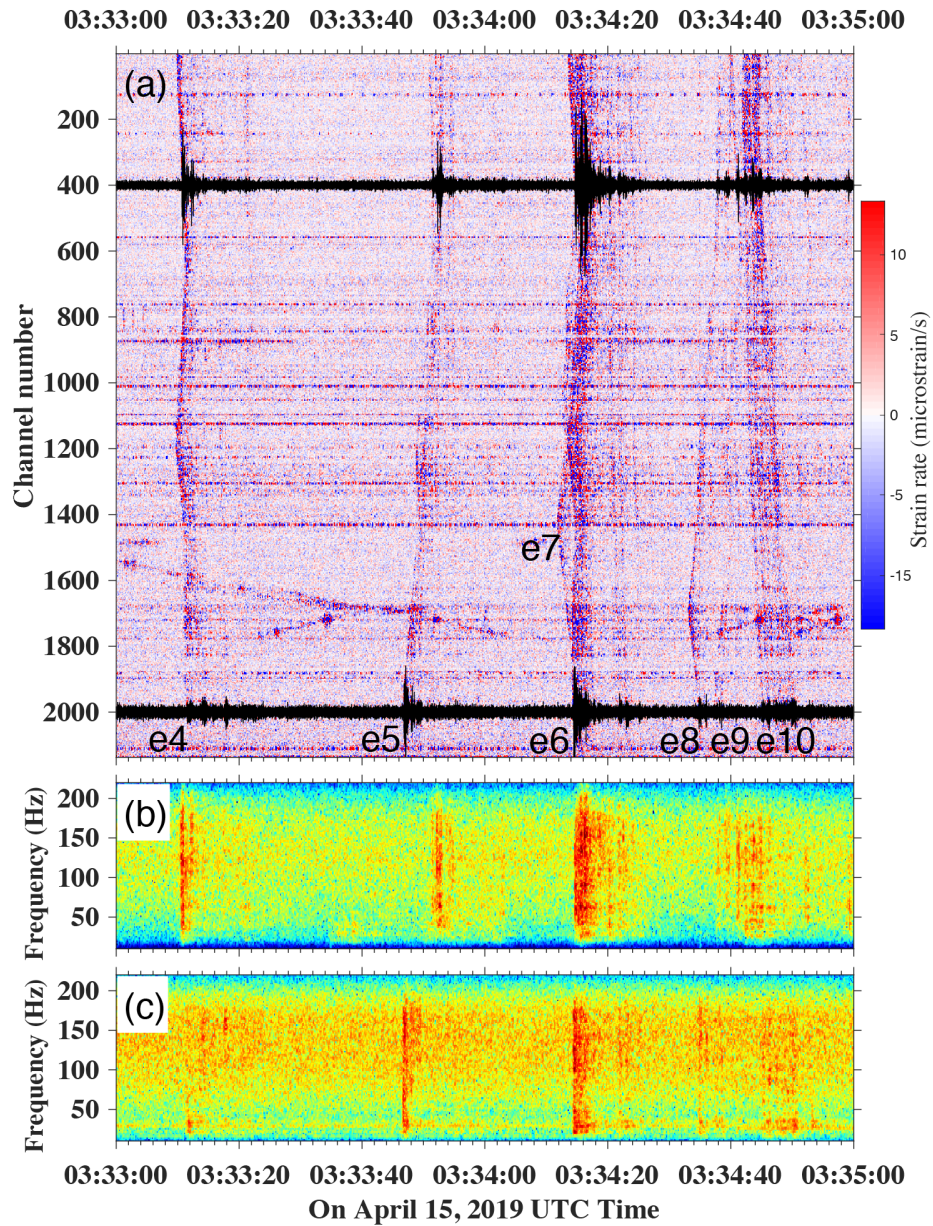 03:33:00 03:33:20 03:33:40 03:34:00 03:34:20 03:34:40 03:35:00
(a)
200
400
600
800
1000
1200
1400
1600
1800
2000
Channel number
e7
e4 e5 e6 e8 e9 e10
10
5
0
-5
-15
Strain rate (microstrain/s)
(b)
200
150
100
50
Frequency (Hz)
(c)
200
150
100
50
Frequency (Hz)
03:33:00 03:33:20 03:33:40 03:34:00 03:34:20 03:34:40 03:35:00
On April 15, 2019 UTC Time